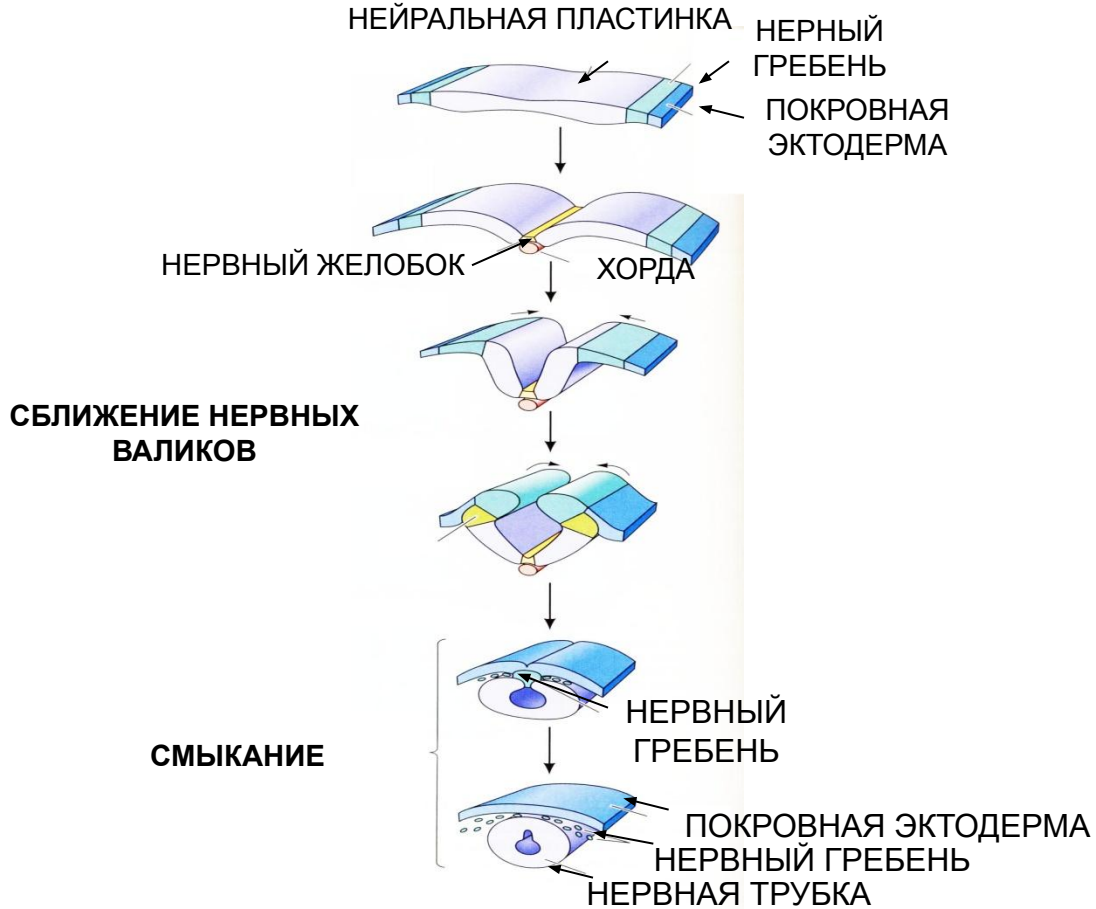 НЕЙРАЛЬНАЯ ПЛАСТИНКА
НЕРНЫЙ
ГРЕБЕНЬ
ПОКРОВНАЯ
ЭКТОДЕРМА
НЕРВНЫЙ ЖЕЛОБОК
ХОРДА
СБЛИЖЕНИЕ НЕРВНЫХ
ВАЛИКОВ
НЕРВНЫЙ
ГРЕБЕНЬ
СМЫКАНИЕ
ПОКРОВНАЯ ЭКТОДЕРМА
НЕРВНЫЙ ГРЕБЕНЬ
НЕРВНАЯ ТРУБКА